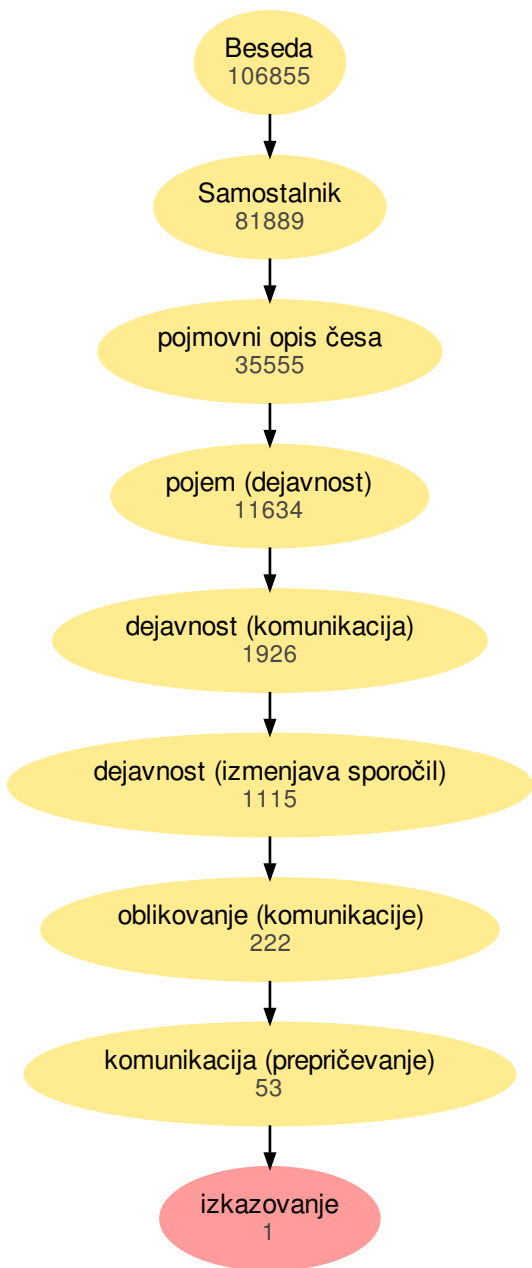 Beseda
106855
Samostalnik
81889
pojmovni opis česa
35555
pojem (dejavnost)
11634
dejavnost (komunikacija)
1926
dejavnost (izmenjava sporočil)
1115
oblikovanje (komunikacije)
222
komunikacija (prepričevanje)
53
izkazovanje
1